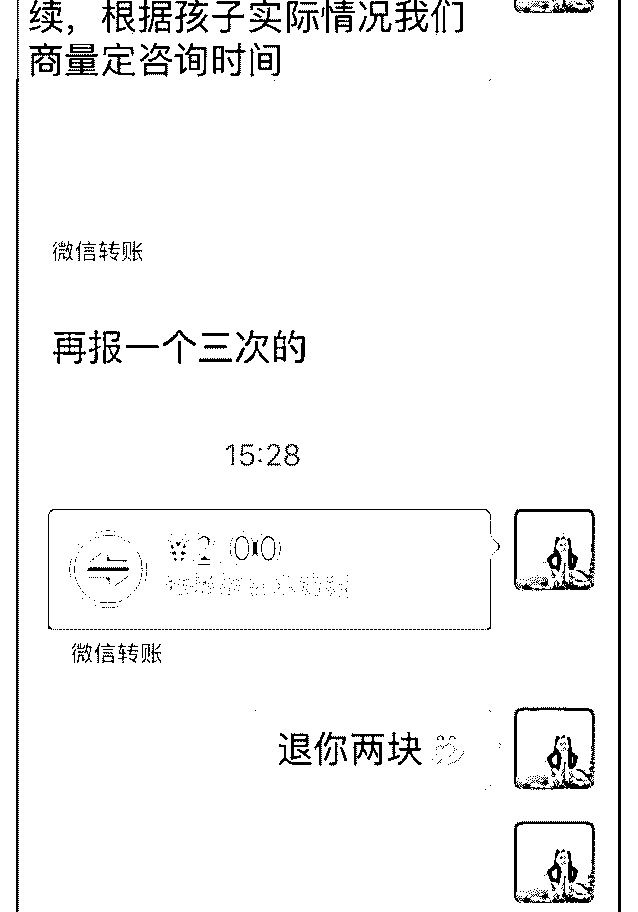 续，根据孩子实际情况我们
商量定咨询时间
微信转账
再报一个三次的
15:28
¥2.00
微信转账
退你两块